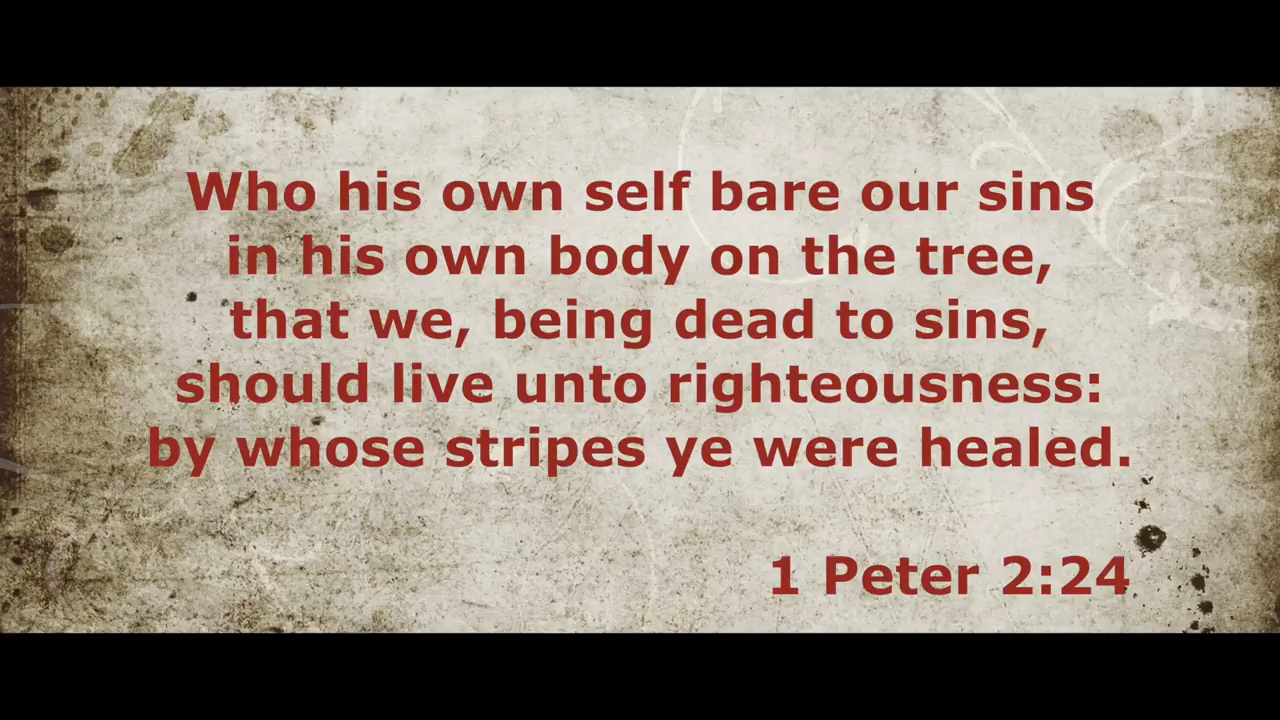 Who his own self bare our sins
in his own body on the tree,
that we, being dead to sins,
should live unto righteousness:
by whose stripes ye were healed.
1 Peter 2:24